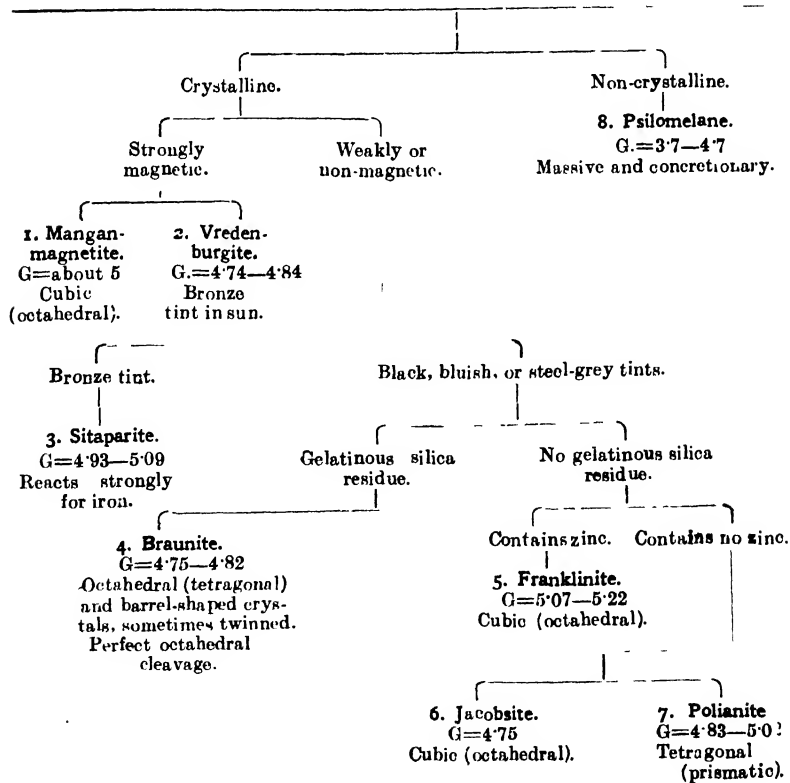 Crystalline.
Non-crystalline.
8. Psilomelane.
G.=3·7—4·7
Massive and concretionary.
Strongly
magnetic.
Weakly or
non-magnetic.
1. Mangan-
magnetite.
G=about 5
Cubic
(octahedral).
2. Vreden-
burgite.
G.=4·74—4·84
Bronze
tint in sun.
Bronze tint.
Black, bluish, or steel-grey tints.
3. Sitaparite.
G=4·93—5·09
Reacts strongly
for iron.
Gelatinous silica
residue.
No gelatinous silica
residue.
4. Braunite.
G=4·75—4·82
Octahedral (tetragonal)
and barrel-shaped crys-
tals, sometimes twinned.
Perfect octahedral
cleavage.
Contains zinc.
Contains no zinc.
5. Franklinite.
G=5·07—5·22
Cubic (octahedral).
6. Jacobsite.
G=4·75
Cubic (octahedral).
7. Polianite
G=4·83—5·0
Tetragonal
(prismatic).